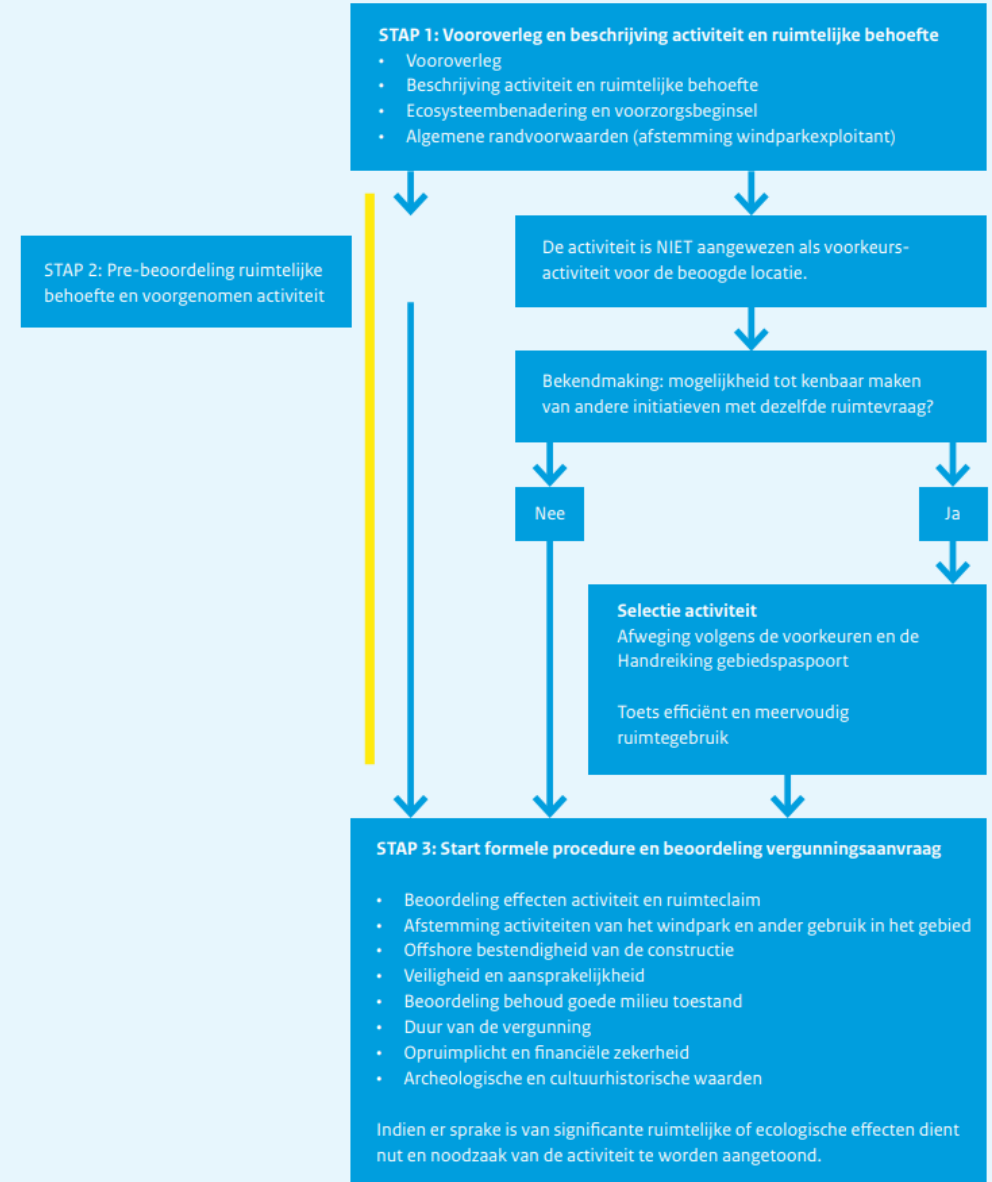 STAP 1: Vooroverleg en beschrijving activiteit en ruimtelijke behoefte
• Vooroverleg
• Beschrijving activiteit en ruimtelijke behoefte
• Ecosysteembenadering en voorzorgsbeginsel
• Algemene randvoorwaarden (afstemming windparkexploitant)
STAP 2: Pre-beoordeling ruimtelijke
behoefte en voorgenomen activiteit
De activiteit is NIET aangewezen als voorkeurs-
activiteit voor de beoogde locatie.
Bekendmaking: mogelijkheid tot kenbaar maken
van andere initiatieven met dezelfde ruimtevraag?
Nee
Ja
Selectie activiteit
Afweging volgens de voorkeuren en de
Handreiking gebiedspaspoort
Toets efficiënt en meervoudig
ruimtegebruik
STAP 3: Start formele procedure en beoordeling vergunningsaanvraag
• Beoordeling effecten activiteit en ruimteclaim
• Afstemming activiteiten van het windpark en ander gebruik in het gebied
• Offshore bestendigheid van de constructie
• Veiligheid en aansprakelijkheid
• Beoordeling behoud goede milieu toestand
• Duur van de vergunning
• Opruimplicht en financiële zekerheid
• Archeologische en cultuurhistorische waarden
Indien er sprake is van significante ruimtelijke of ecologische effecten dient
nut en noodzaak van de activiteit te worden aangetoond.